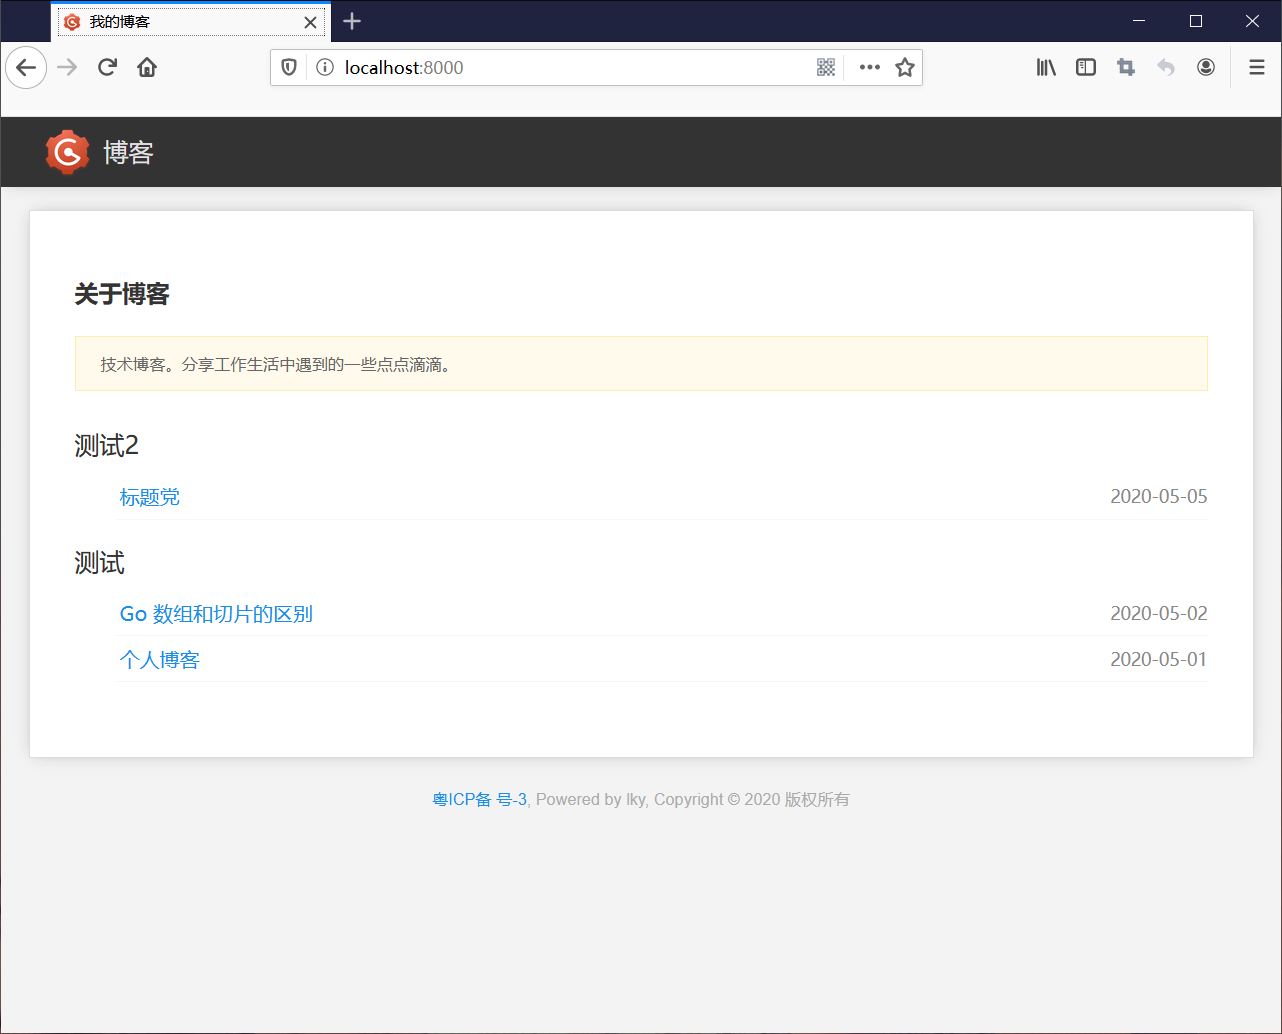 我的博客
localhost:8000
博客
关于博客
技术博客。分享工作生活中遇到的一些点点滴滴。
测试2
标题党 2020-05-05
测试
Go 数组和切片的区别 2020-05-02
个人博客 2020-05-01
粤ICP备 号-3, Powered by lky, Copyright © 2020 版权所有